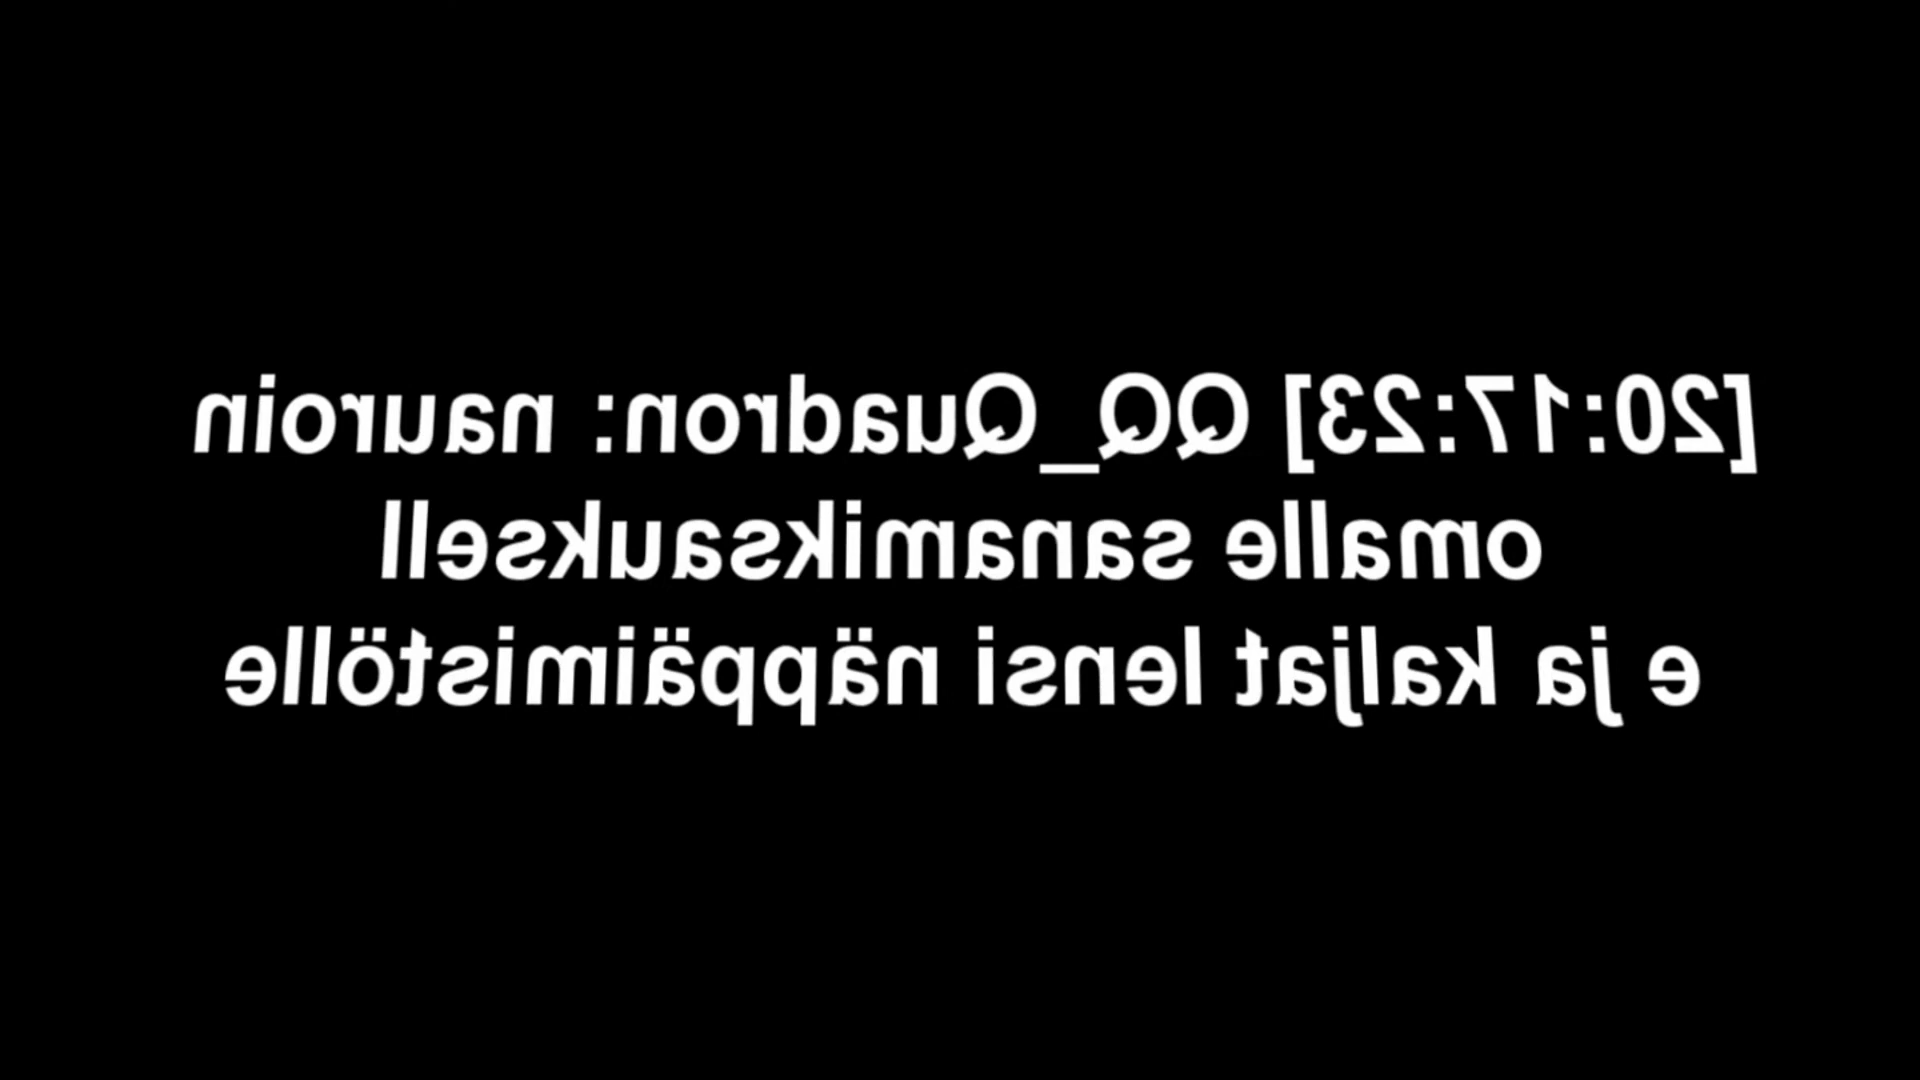 [20:17:23] QQ_Quadron: nauroin
omalle sanamiksauksell
e ja kaljat lensi näppäimistölle